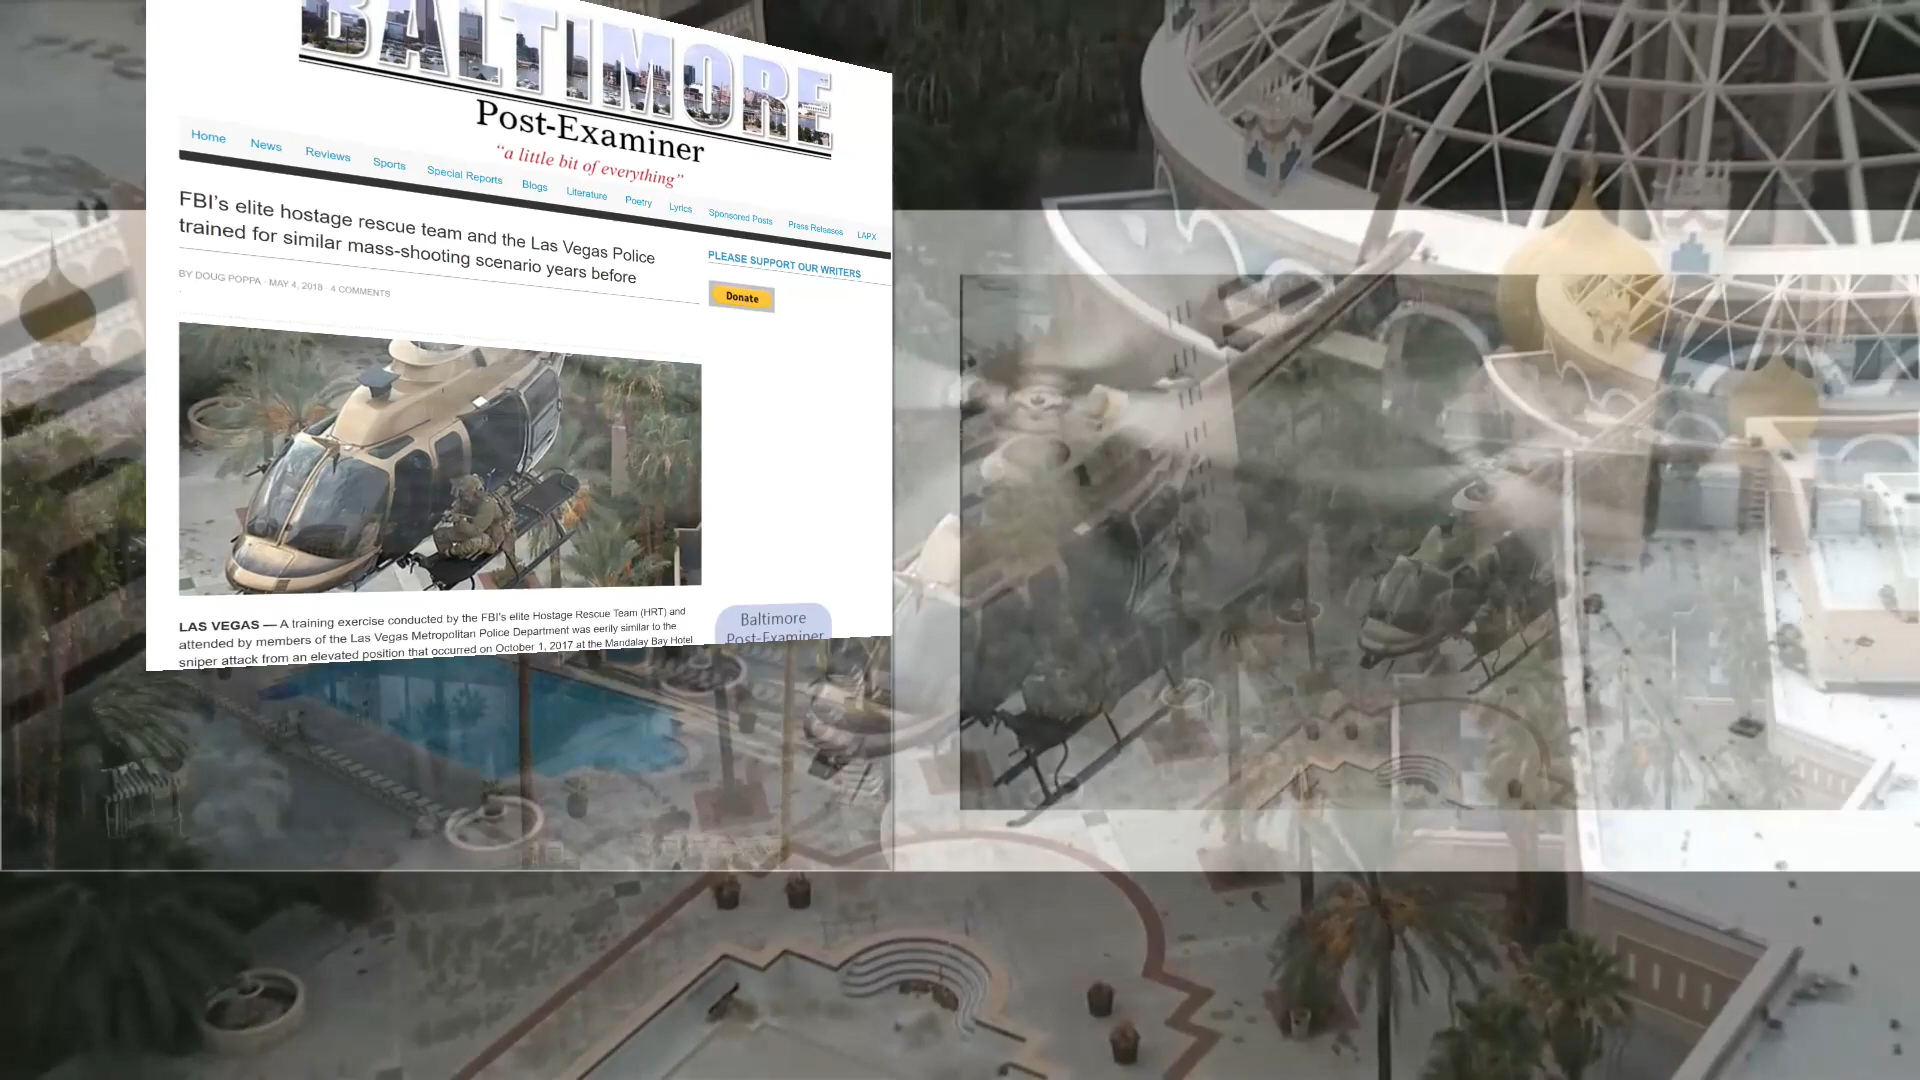 BALTIMORE
Post-Examiner
“a little bit of everything”
Home News Reviews Sports Special Reports Blogs Literature Poetry Lyrics Sponsored Posts Press Releases LAPX
FBI’s elite hostage rescue team and the Las Vegas Police
trained for similar mass-shooting scenario years before
BY DOUG POPPA · MAY 4, 2018 · 4 COMMENTS
PLEASE SUPPORT OUR WRITERS
Donate
LAS VEGAS — A training exercise conducted by the FBI’s elite Hostage Rescue Team (HRT) and
attended by members of the Las Vegas Metropolitan Police Department was eerily similar to the
sniper attack from an elevated position that occurred on October 1, 2017 at the Mandalay Bay Hotel
Baltimore
Post-Examiner